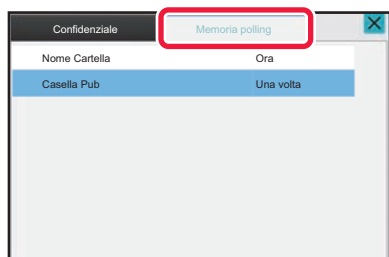 Confidenziale Memoria polling
Nome Cartella Ora
Casella Pub Una volta